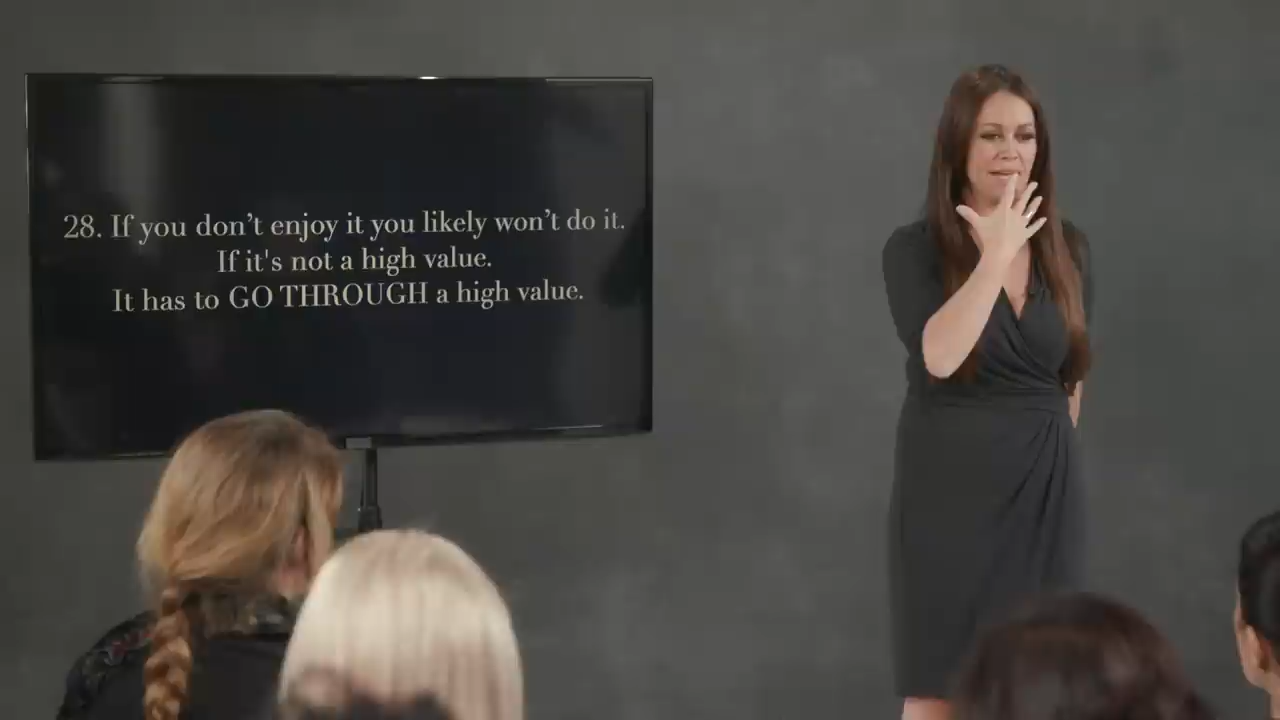 28. If you don’t enjoy it you likely won’t do it.
If it's not a high value.
It has to GO THROUGH a high value.